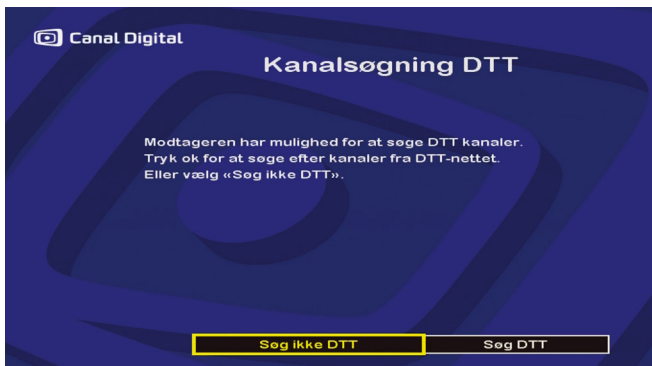 Canal Digital
Kanalsøgning DTT
Modtageren har mulighed for at søge DTT kanaler.
Tryk ok for at søge efter kanaler fra DTT-nettet.
Eller vælg «Søg ikke DTT».
Søg ikke DTT
Søg DTT